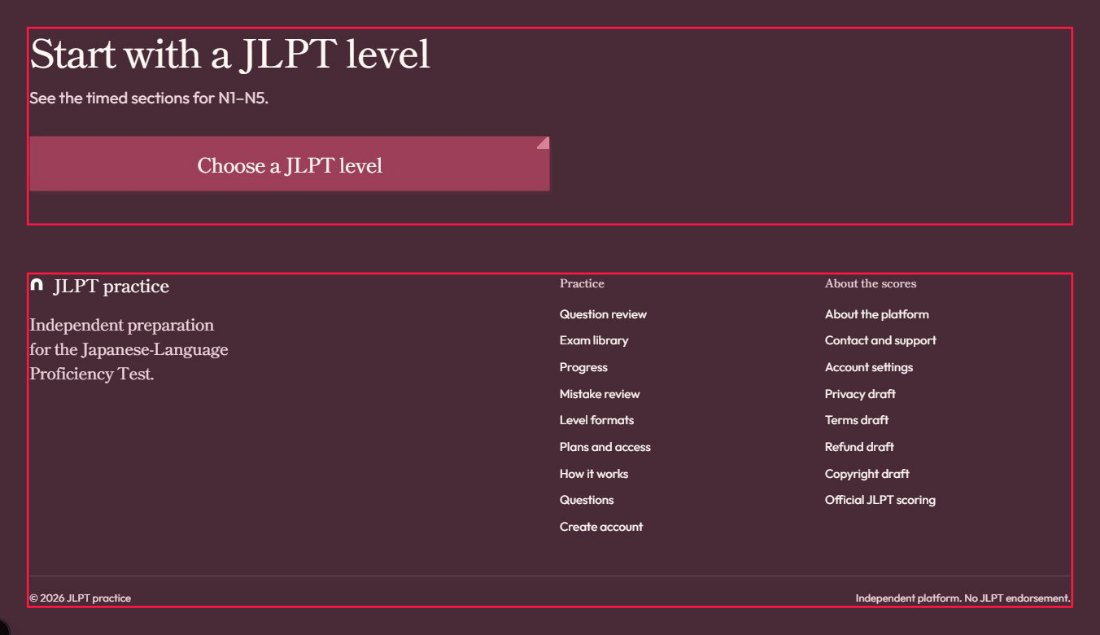 Start with a JLPT level
See the timed sections for N1–N5.
Choose a JLPT level
JLPT practice
Independent preparation
for the Japanese-Language
Proficiency Test.
Practice
Question review
Exam library
Progress
Mistake review
Level formats
Plans and access
How it works
Questions
Create account
About the scores
About the platform
Contact and support
Account settings
Privacy draft
Terms draft
Refund draft
Copyright draft
Official JLPT scoring
© 2026 JLPT practice
Independent platform. No JLPT endorsement.